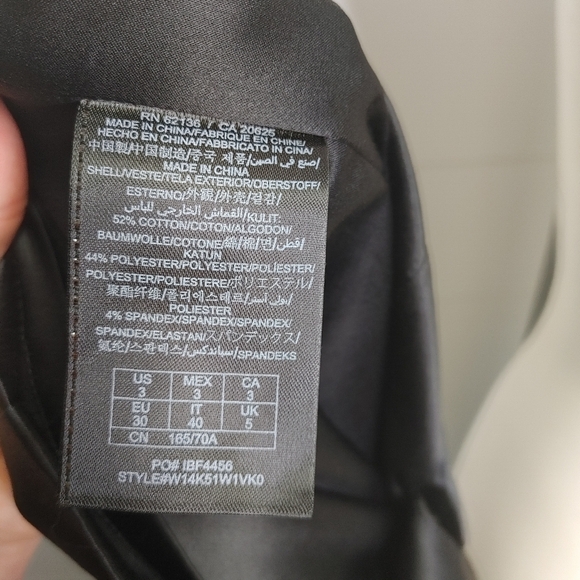 RN 62136 / CA 20625
MADE IN CHINA/FABRIQUE EN CHINE/
HECHO EN CHINA/FABBRICATO IN CINA/
中国製/中国制造/중국 제품/صنع في الصين/
MADE IN CHINA
SHELL/VESTE/TELA EXTERIOR/OBERSTOFF/
ESTERNO/外観/外壳/겉감/
القماش الخارجي للباس/KULIT:
52% COTTON/COTON/ALGODON/
BAUMWOLLE/COTONE/綿/棉/면/قطن/
KATUN
44% POLYESTER/POLYESTER/POLIESTER/
POLYESTER/POLIESTERE/ポリエステル/
聚酯纤维/폴리에스테르/بولي استر/
POLIESTER
4% SPANDEX/SPANDEX/SPANDEX/
SPANDEX/ELASTAN/スパンデックス/
氨纶/스판덱스/سباندكس/SPANDEKS
US MEX CA
3 3 3
EU IT UK
30 40 5
CN 165/70A
PO# IBF4456
STYLE#W14K51W1VK0